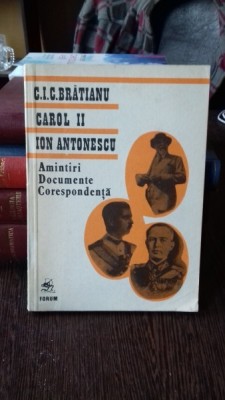 C.I.C.BRĂTIANU
CAROL II
ION ANTONESCU
Amintiri
Documente
Corespondență
FORUM